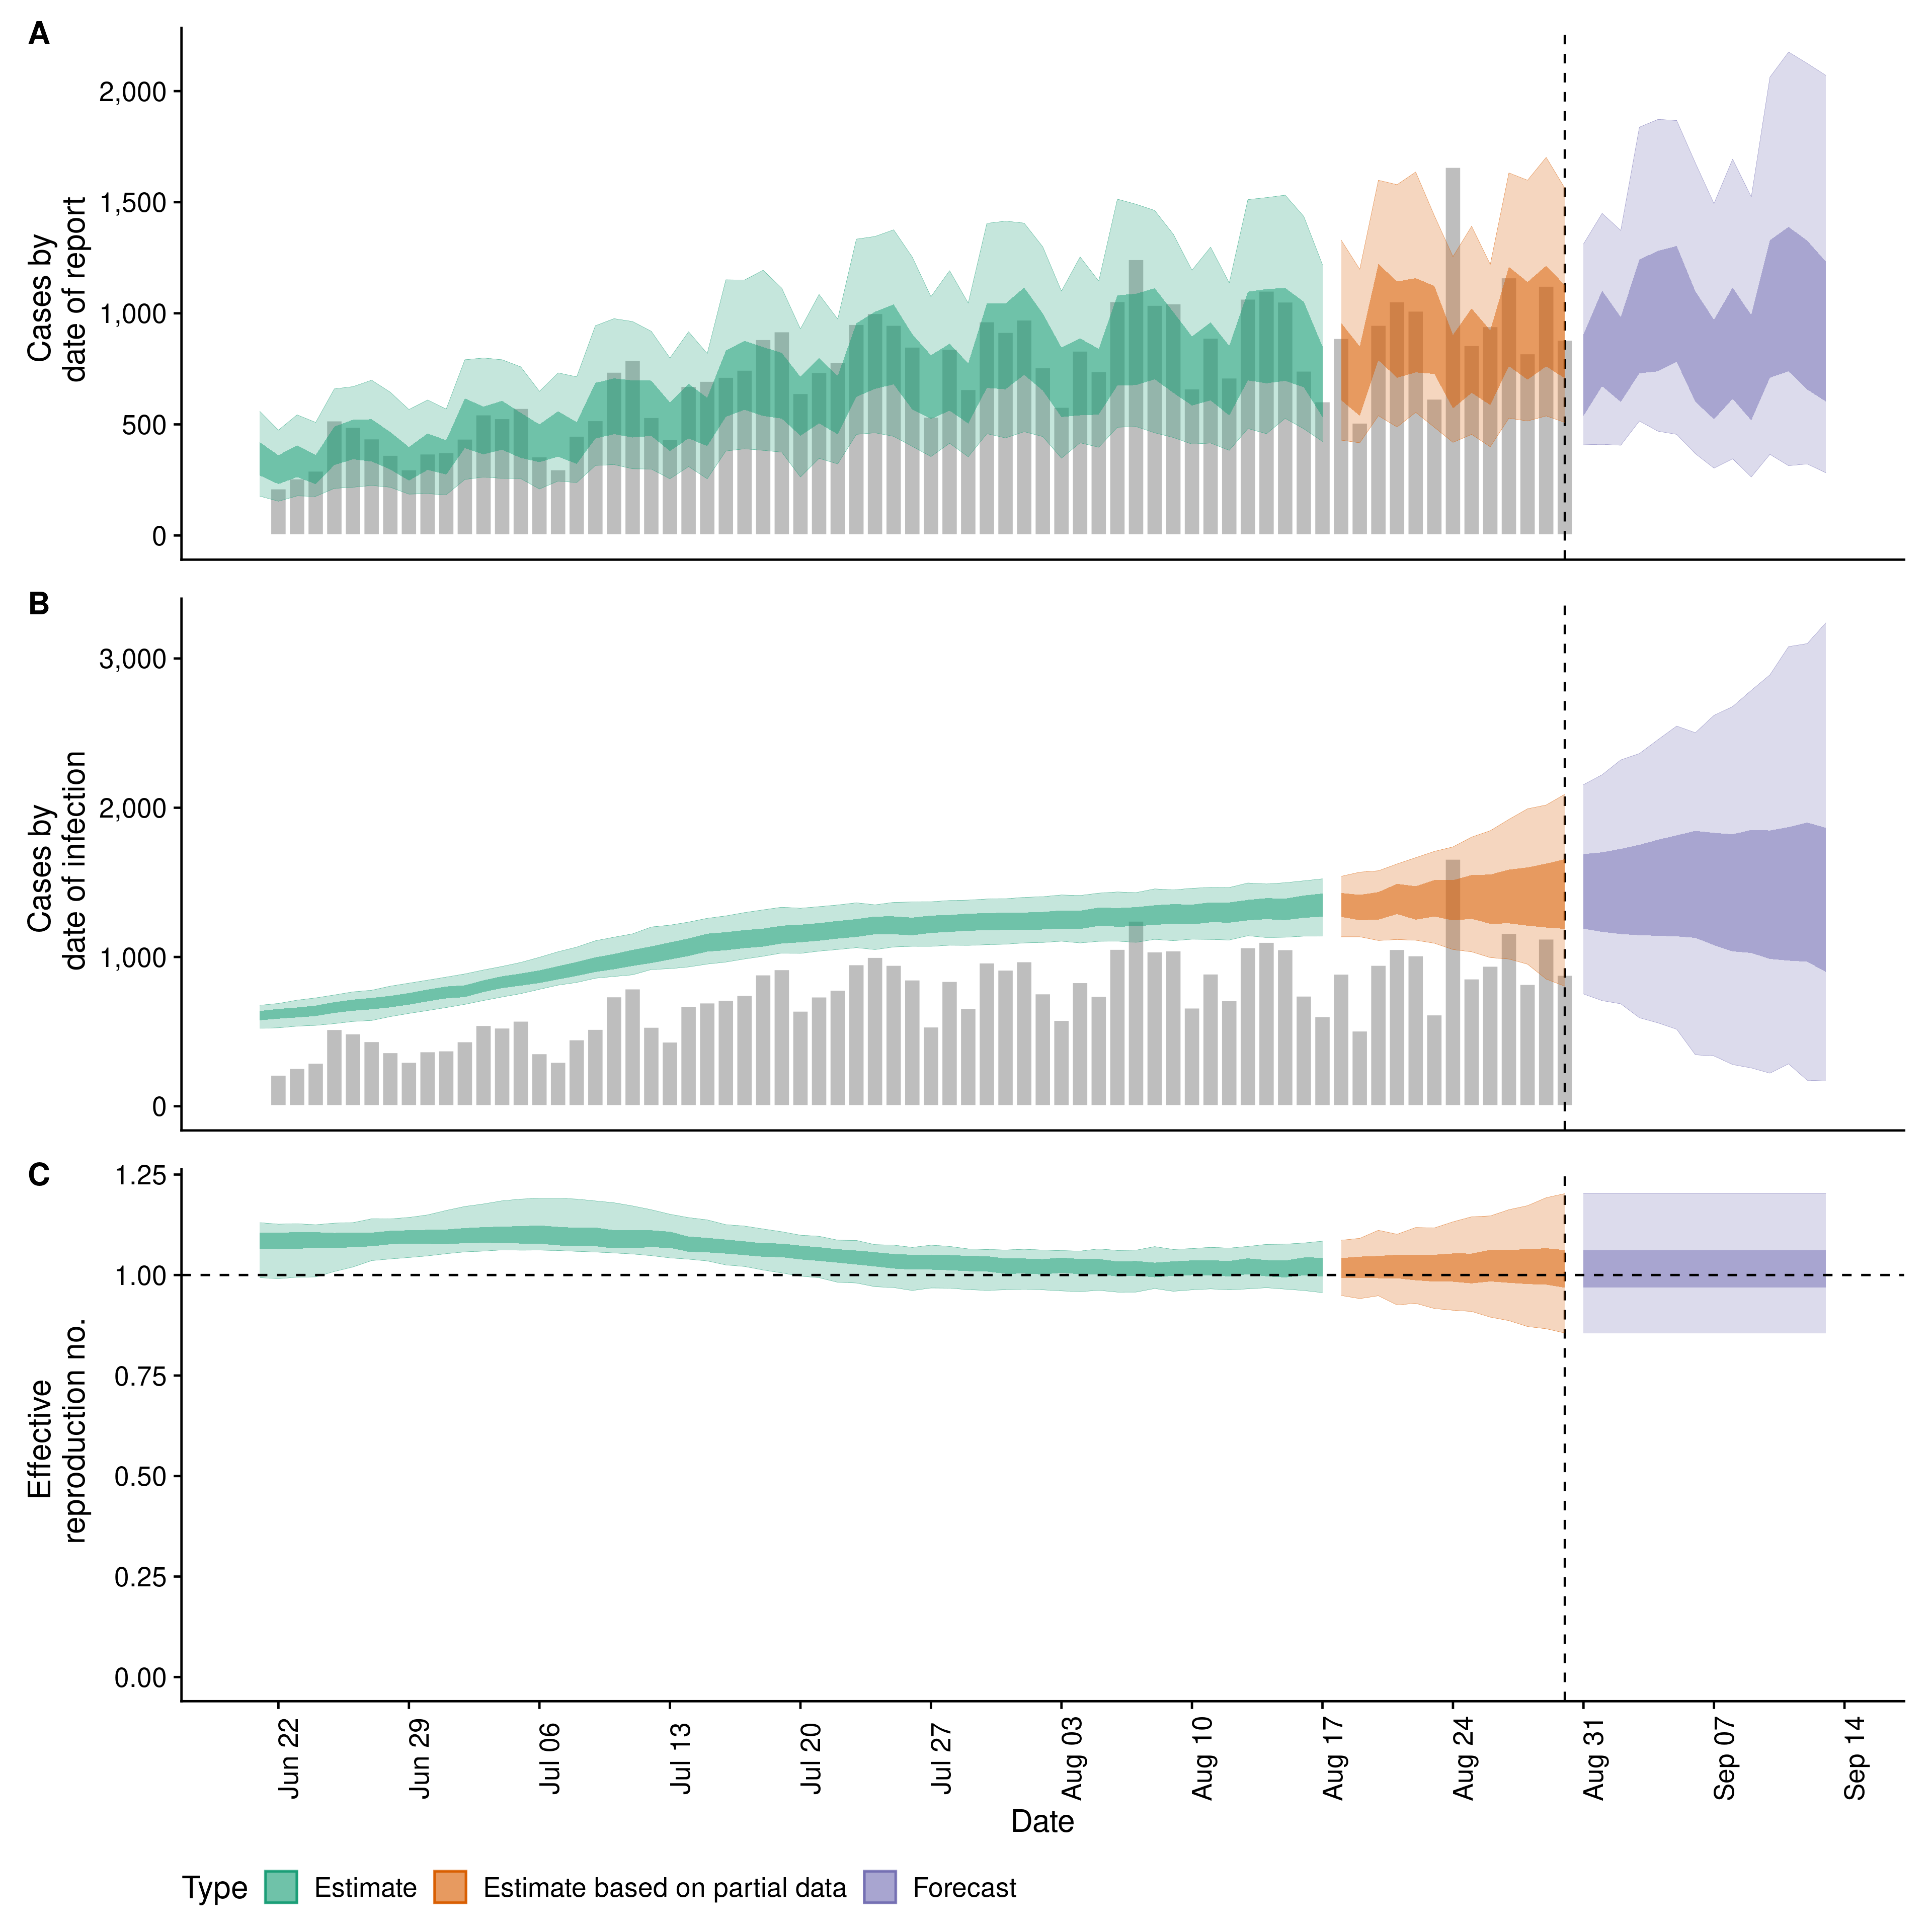 A
Cases by
date of report
2,000
1,500
1,000
500
0
B
Cases by
date of infection
3,000
2,000
1,000
0
C
Effective
reproduction no.
1.25
1.00
0.75
0.50
0.25
0.00
Jun 22
Jun 29
Jul 06
Jul 13
Jul 20
Jul 27
Aug 03
Aug 10
Aug 17
Aug 24
Aug 31
Sep 07
Sep 14
Date
Type Estimate Estimate based on partial data Forecast